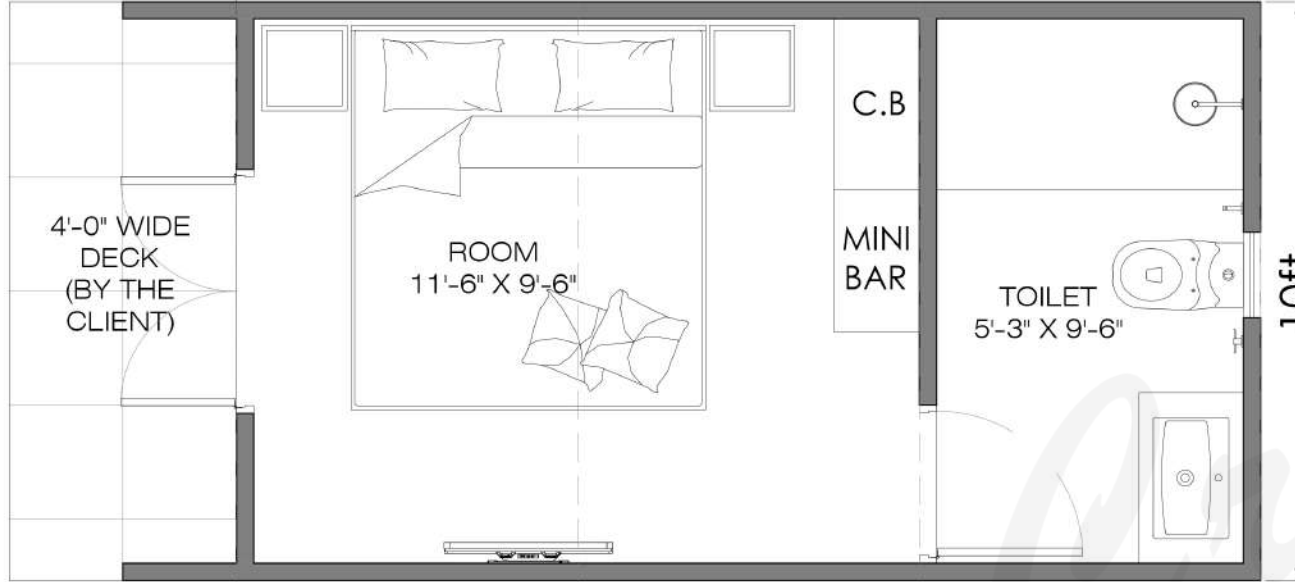 4'-0" WIDE
DECK
(BY THE
CLIENT)
ROOM
11'-6" X 9'-6"
C.B
MINI
BAR
TOILET
5'-3" X 9'-6"
10ft